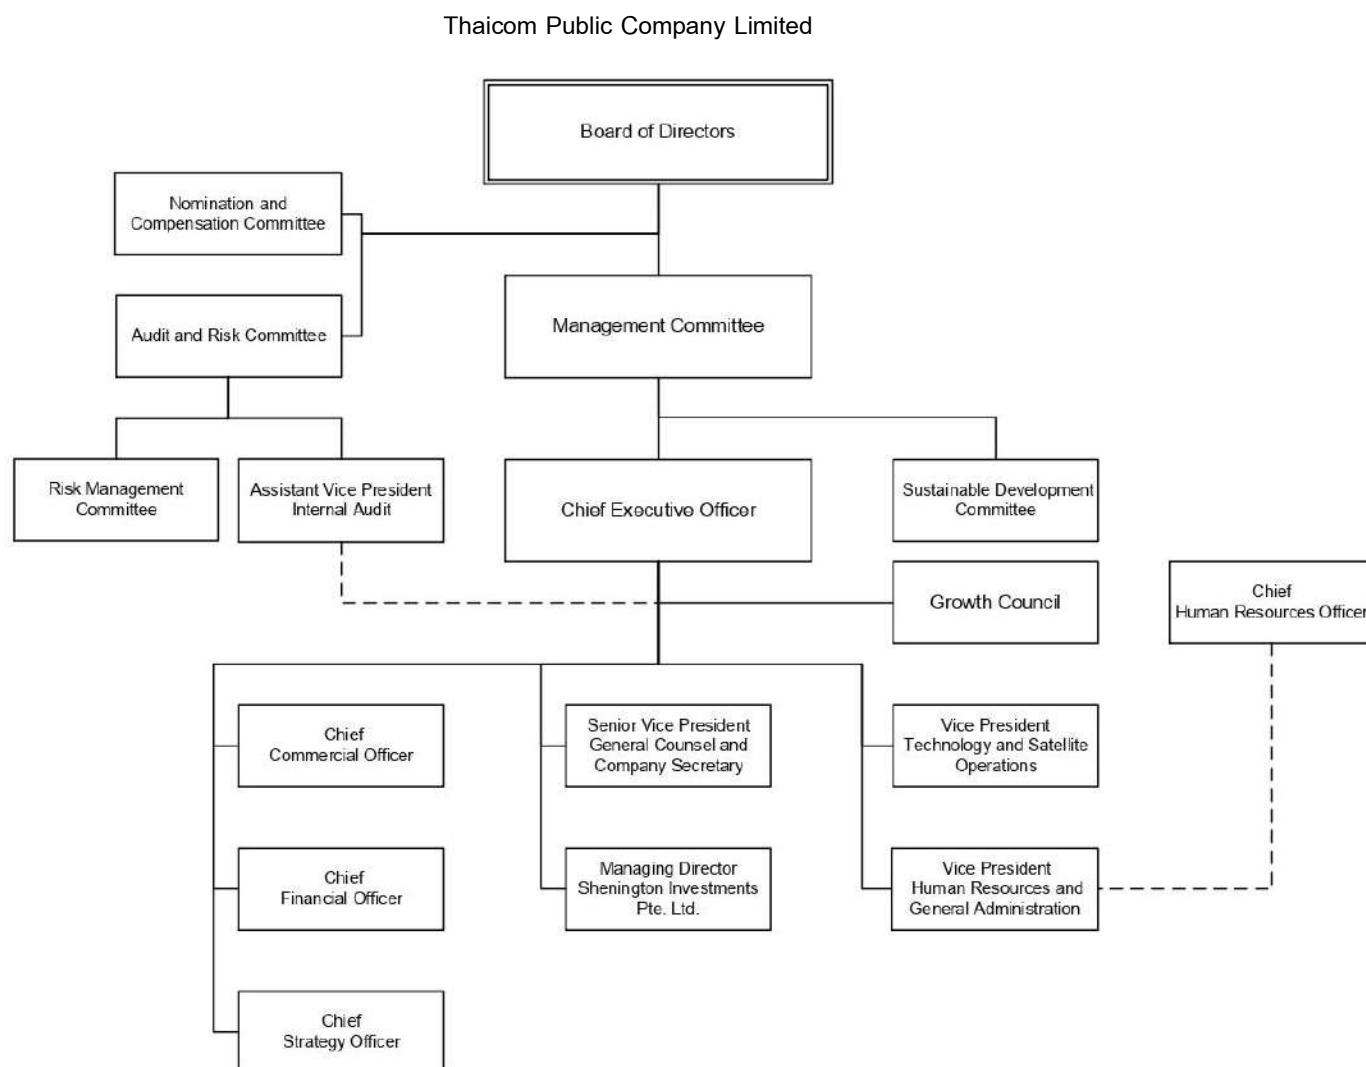 Thaicom Public Company Limited
Board of Directors
Nomination and
Compensation Committee
Audit and Risk Committee
Management Committee
Risk Management
Committee
Assistant Vice President
Internal Audit
Chief Executive Officer
Sustainable Development
Committee
Growth Council
Chief
Human Resources Officer
Chief
Commercial Officer
Senior Vice President
General Counsel and
Company Secretary
Vice President
Technology and Satellite
Operations
Chief
Financial Officer
Managing Director
Shenington Investments
Pte. Ltd.
Vice President
Human Resources and
General Administration
Chief
Strategy Officer